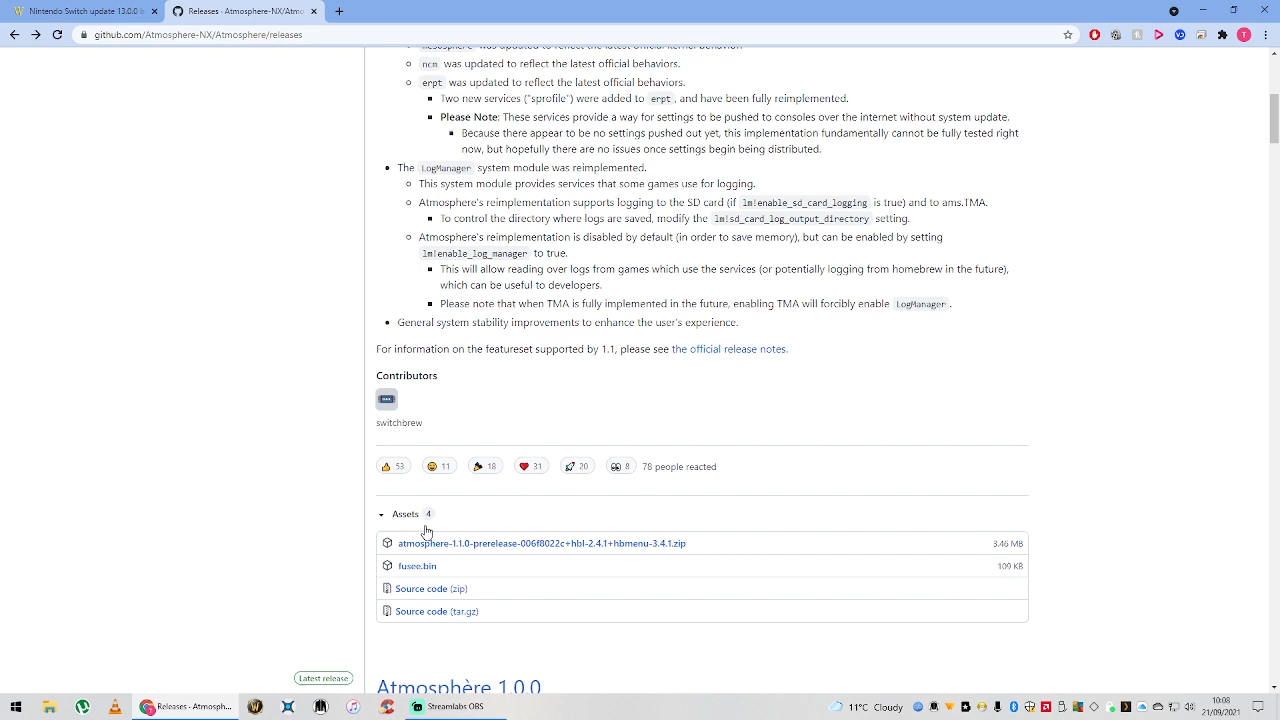 Nintendo Switch update 13.0.0 b
Releases · Atmosphere-NX/Atmo
github.com/Atmosphere-NX/Atmosphere/releases
T
mesosphere was updated to reflect the latest official kernel behavior
ncm was updated to reflect the latest official behaviors.
erpt was updated to reflect the latest official behaviors.
Two new services ("sprofile") were added to erpt, and have been fully reimplemented.
Please Note: These services provide a way for settings to be pushed to consoles over the internet without system update.
Because there appear to be no settings pushed out yet, this implementation fundamentally cannot be fully tested right
now, but hopefully there are no issues once settings begin being distributed.
The LogManager system module was reimplemented.
This system module provides services that some games use for logging.
Atmosphere's reimplementation supports logging to the SD card (if lm!enable_sd_card_logging is true) and to ams.TMA.
To control the directory where logs are saved, modify the lm!sd_card_log_output_directory setting.
Atmosphere's reimplementation is disabled by default (in order to save memory), but can be enabled by setting
lm!enable_log_manager to true.
This will allow reading over logs from games which use the services (or potentially logging from homebrew in the future),
which can be useful to developers.
Please note that when TMA is fully implemented in the future, enabling TMA will forcibly enable LogManager.
General system stability improvements to enhance the user's experience.
For information on the featureset supported by 1.1, please see the official release notes.
Contributors
switchbrew
53 11 18 31 20 8 78 people reacted
Assets 4
atmosphere-1.1.0-prerelease-006f8022c+hbl-2.4.1+hbmenu-3.4.1.zip 3.46 MB
fusee.bin 109 KB
Source code (zip)
Source code (tar.gz)
Latest release
Atmosphère 1.0.0
Releases · Atmosph...
Streamlabs OBS
11°C Cloudy
10:08
21/09/2021